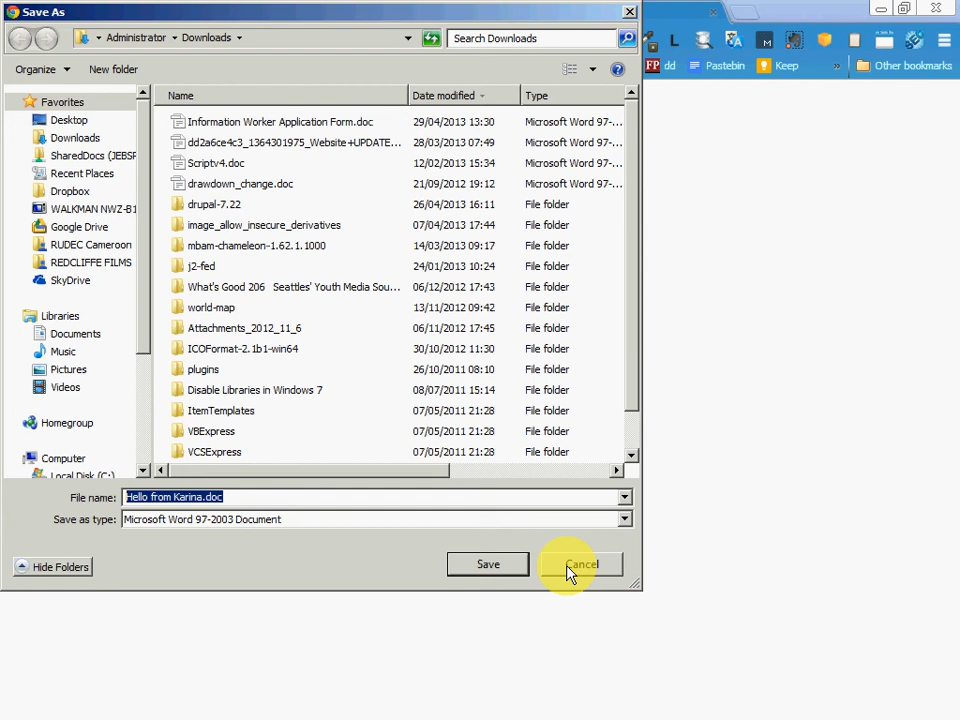 Save As
Administrator Downloads
Search Downloads
FP dd Pastebin Keep » Other bookmarks
Organize New folder
Name Date modified Type
Favorites
Desktop
Downloads
SharedDocs (JEBSF
Recent Places
Dropbox
WALKMAN NWZ-B1
Google Drive
RUDEC Cameroon
REDCLIFFE FILMS
SkyDrive
Libraries
Documents
Music
Pictures
Videos
Homegroup
Computer
Local Disk (C:)
Information Worker Application Form.doc 29/04/2013 13:30 Microsoft Word 97-...
dd2a6ce4c3_1364301975_Website+UPDATE... 28/03/2013 07:49 Microsoft Word 97-...
Scriptv4.doc 12/02/2013 15:34 Microsoft Word 97-...
drawdown_change.doc 21/09/2012 19:12 Microsoft Word 97-...
drupal-7.22 26/04/2013 16:11 File folder
image_allow_insecure_derivatives 07/04/2013 17:44 File folder
mbam-chameleon-1.62.1.1000 14/03/2013 09:17 File folder
j2-fed 24/01/2013 10:24 File folder
What's Good 206 Seattles' Youth Media Sou... 06/12/2012 17:43 File folder
world-map 13/11/2012 09:42 File folder
Attachments_2012_11_6 06/11/2012 17:45 File folder
ICOFormat-2.1b1-win64 30/10/2012 11:30 File folder
plugins 26/10/2011 08:10 File folder
Disable Libraries in Windows 7 08/07/2011 15:14 File folder
ItemTemplates 07/05/2011 21:28 File folder
VBExpress 07/05/2011 21:28 File folder
VCSExpress 07/05/2011 21:28 File folder
File name: Hello from Karina.doc
Save as type: Microsoft Word 97-2003 Document
Hide Folders Save Cancel